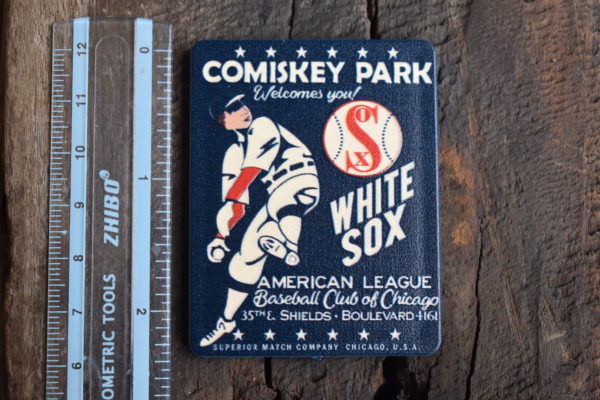 COMISKEY PARK
Welcomes you!
SOX
WHITE
SOX
AMERICAN LEAGUE
Baseball Club of Chicago
35TH & SHIELDS · BOULEVARD 1161
SUPERIOR MATCH COMPANY CHICAGO, U.S.A.
12
11
10
9
8
7
6
0
1
2
ZHIBO®
OMETRIC TOOLS